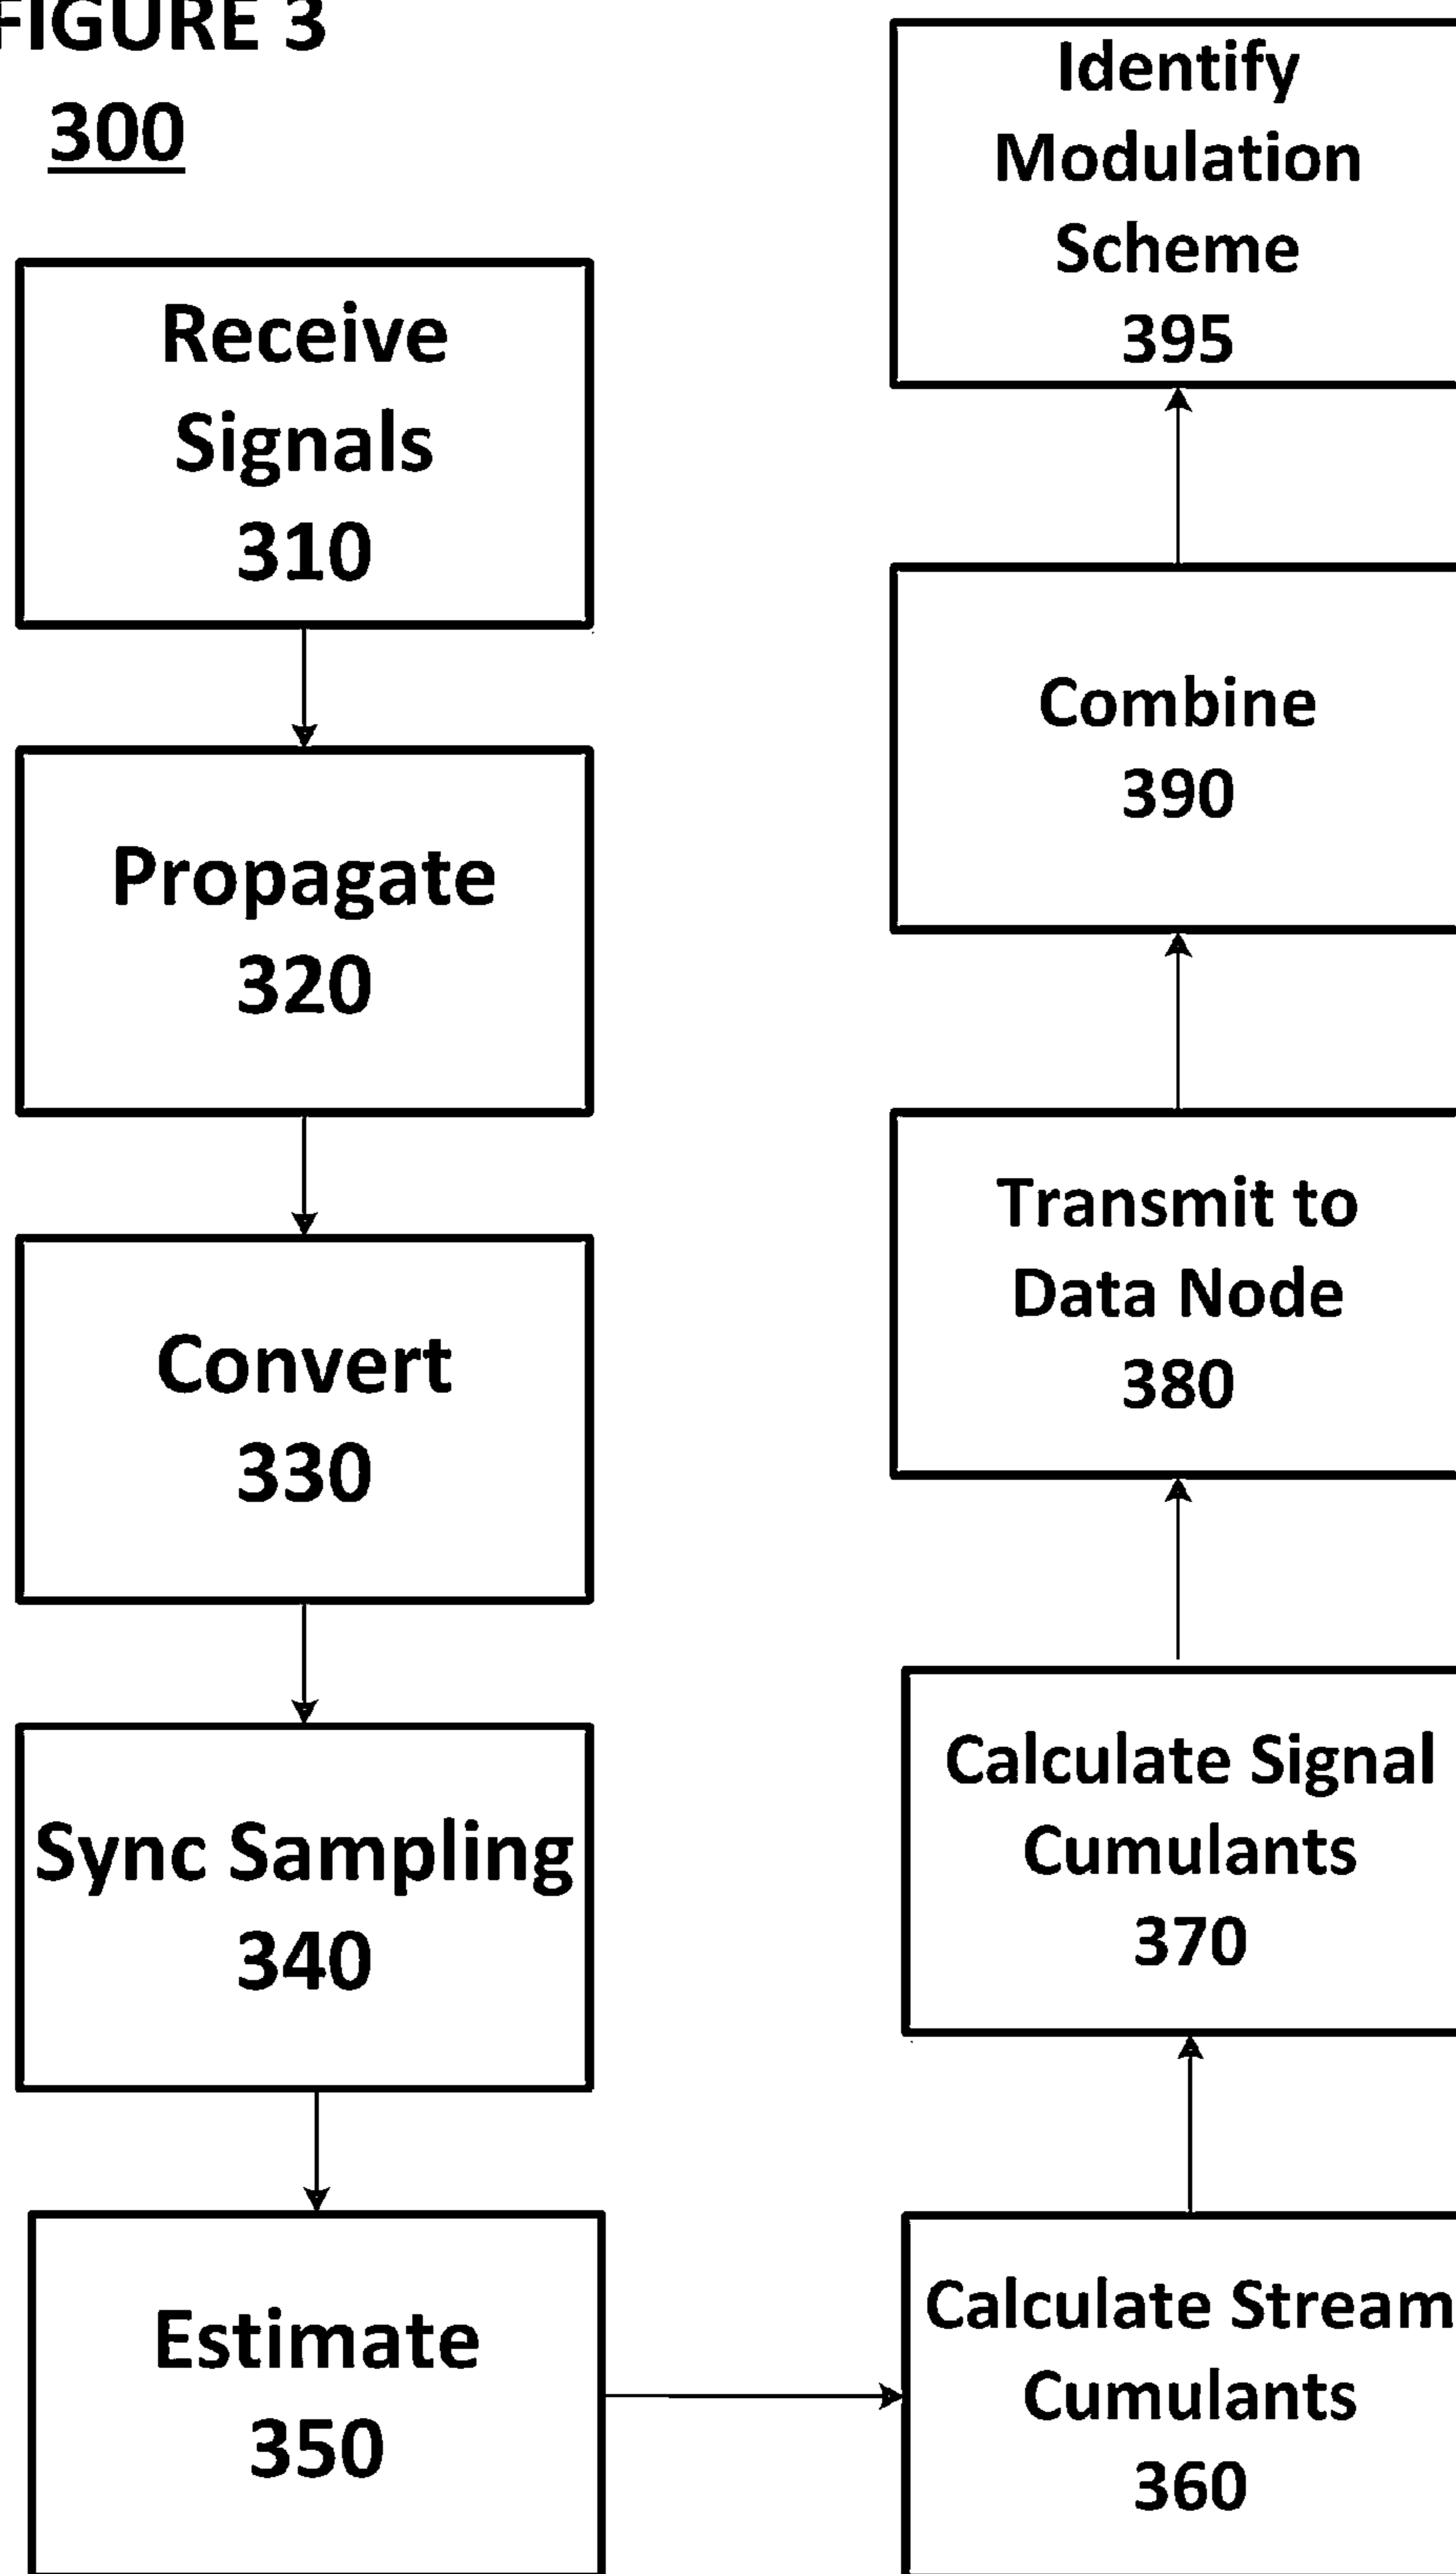 FIGURE 3
300
Receive
Signals
310
Propagate
320
Convert
330
Sync Sampling
340
Estimate
350
Calculate Stream
Cumulants
360
Calculate Signal
Cumulants
370
Transmit to
Data Node
380
Combine
390
Identify
Modulation
Scheme
395